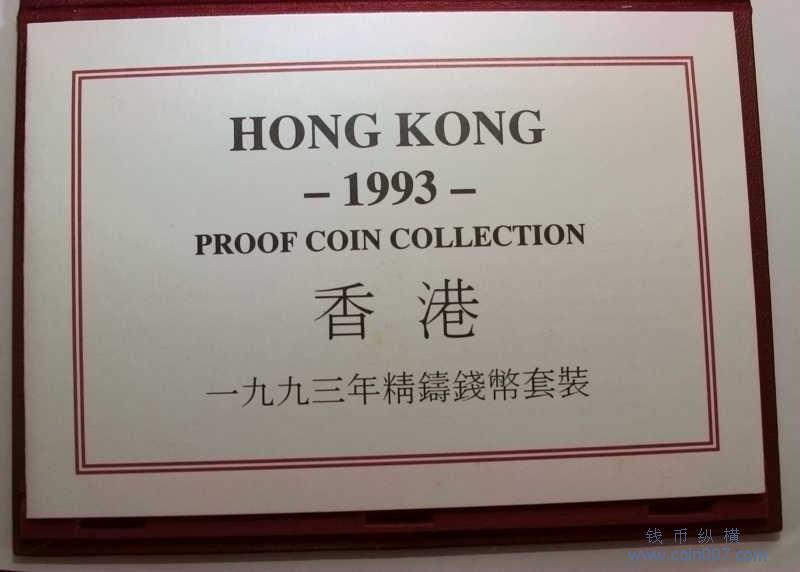 HONG KONG
– 1993 –
PROOF COIN COLLECTION
香 港
一九九三年精鑄錢幣套裝
钱币纵横
www.coin007.com